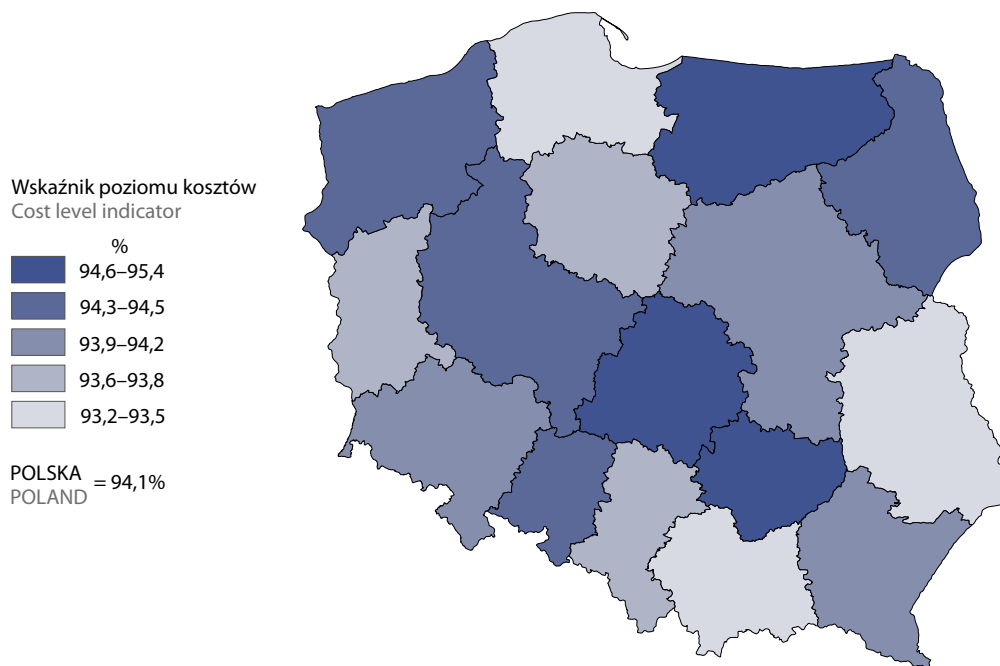 Wskaźnik poziomu kosztów
Cost level indicator
%
94,6–95,4
94,3–94,5
93,9–94,2
93,6–93,8
93,2–93,5
POLSKA
POLAND = 94,1%